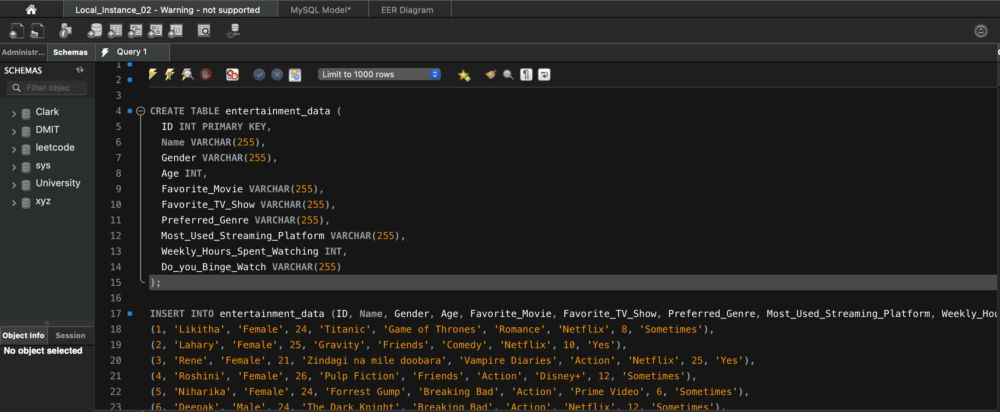 Local_Instance_02 - Warning - not supported
MySQL Model*
EER Diagram
Administr...
Schemas
Query 1
SCHEMAS
Filter objec
Clark
DMIT
leetcode
sys
University
xyz
Object Info
Session
No object selected
Limit to 1000 rows
1
2
3
4 CREATE TABLE entertainment_data (
5 ID INT PRIMARY KEY,
6 Name VARCHAR(255),
7 Gender VARCHAR(255),
8 Age INT,
9 Favorite_Movie VARCHAR(255),
10 Favorite_TV_Show VARCHAR(255),
11 Preferred_Genre VARCHAR(255),
12 Most_Used_Streaming_Platform VARCHAR(255),
13 Weekly_Hours_Spent_Watching INT,
14 Do_you_Binge_Watch VARCHAR(255)
15 );
16
17 INSERT INTO entertainment_data (ID, Name, Gender, Age, Favorite_Movie, Favorite_TV_Show, Preferred_Genre, Most_Used_Streaming_Platform, Weekly_Hou
18 (1, 'Likitha', 'Female', 24, 'Titanic', 'Game of Thrones', 'Romance', 'Netflix', 8, 'Sometimes'),
19 (2, 'Lahary', 'Female', 25, 'Gravity', 'Friends', 'Comedy', 'Netflix', 10, 'Yes'),
20 (3, 'Rene', 'Female', 21, 'Zindagi na mile doobara', 'Vampire Diaries', 'Action', 'Netflix', 25, 'Yes'),
21 (4, 'Roshini', 'Female', 26, 'Pulp Fiction', 'Friends', 'Action', 'Disney+', 12, 'Sometimes'),
22 (5, 'Niharika', 'Female', 24, 'Forrest Gump', 'Breaking Bad', 'Action', 'Prime Video', 6, 'Sometimes'),
23 (6, 'Deepak', 'Male', 24, 'The Dark Knight', 'Breaking Bad', 'Action', 'Netflix', 12, 'Sometimes'),